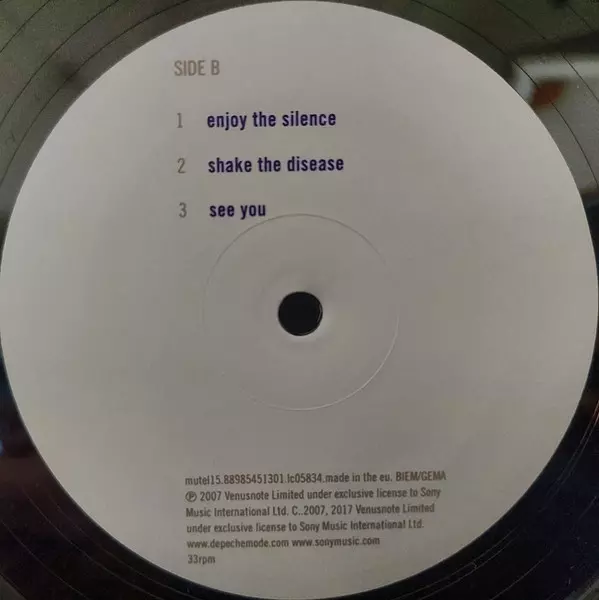 SIDE B
1 enjoy the silence
2 shake the disease
3 see you
mutel15.88985451301.lc05834.made in the eu. BIEM/GEMA
℗ 2007 Venusnote Limited under exclusive license to Sony
Music International Ltd. C..2007, 2017 Venusnote Limited
under exclusive license to Sony Music International Ltd.
www.depechemode.com www.sonymusic.com
33rpm